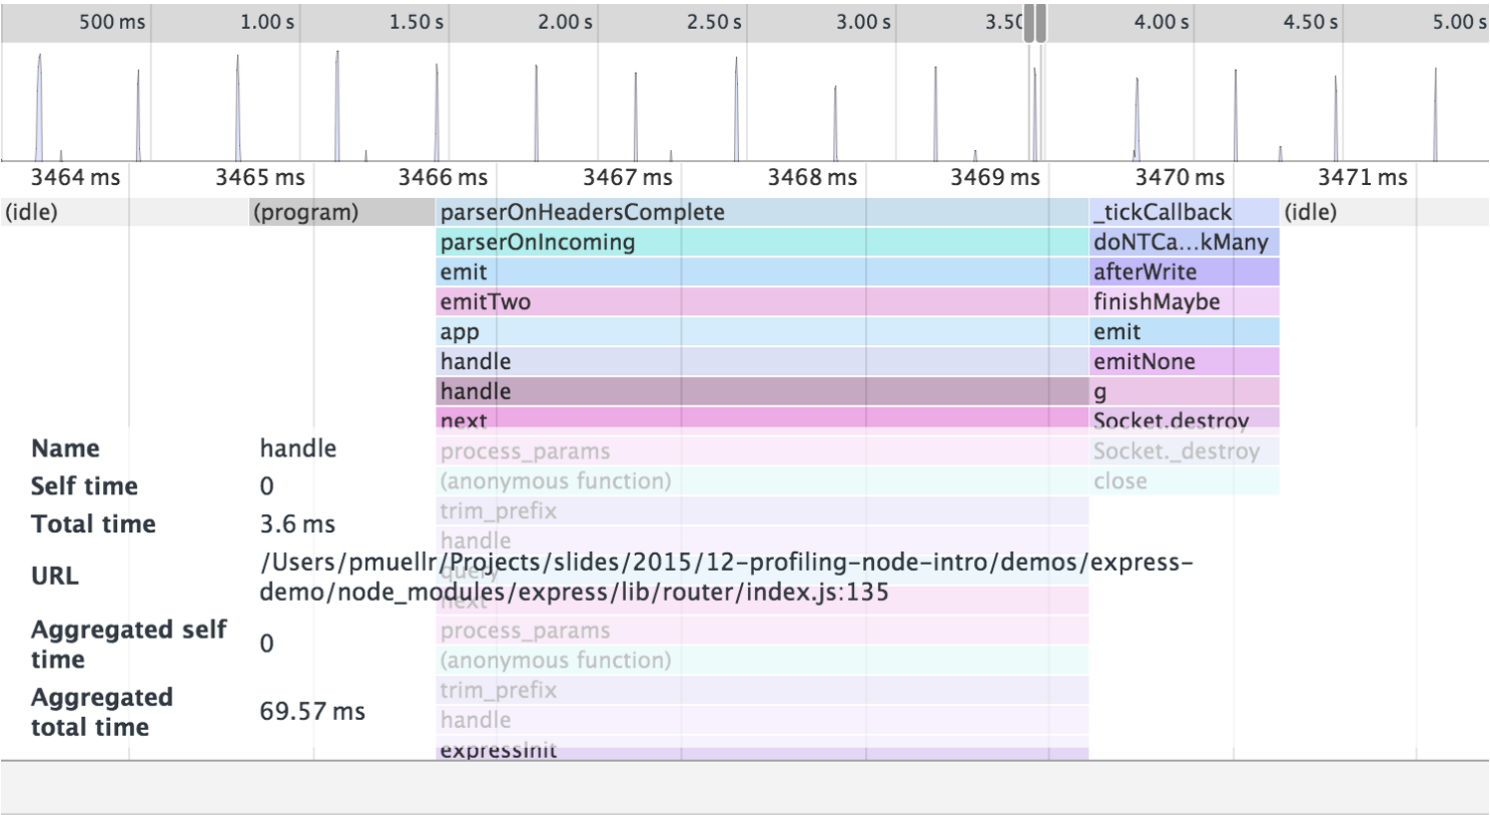 500 ms 1.00 s 1.50 s 2.00 s 2.50 s 3.00 s 3.50 4.00 s 4.50 s 5.00 s
3464 ms 3465 ms 3466 ms 3467 ms 3468 ms 3469 ms 3470 ms 3471 ms
(idle) (program) parserOnHeadersComplete _tickCallback (idle)
parserOnIncoming doNTCa...kMany
emit afterWrite
emitTwo finishMaybe
app emit
handle emitNone
handle g
next Socket.destroy
Name handle process_params Socket._destroy
Self time 0 (anonymous function) close
trim_prefix
Total time 3.6 ms
handle
URL /Users/pmuellr/Projects/slides/2015/12-profiling-node-intro/demos/express-
query
demo/node_modules/express/lib/router/index.js:135
next
Aggregated self process_params
time 0 (anonymous function)
Aggregated trim_prefix
total time 69.57 ms handle
expressInit